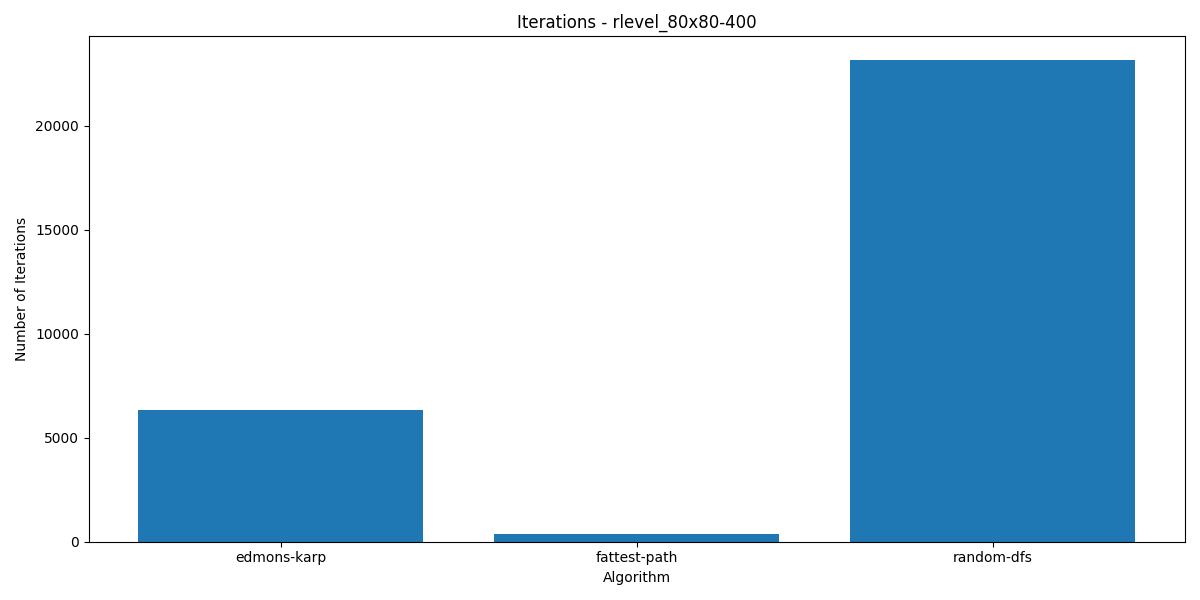 Iterations - rlevel_80x80-400
Number of Iterations
20000
15000
10000
5000
0
edmons-karp
fattest-path
random-dfs
Algorithm